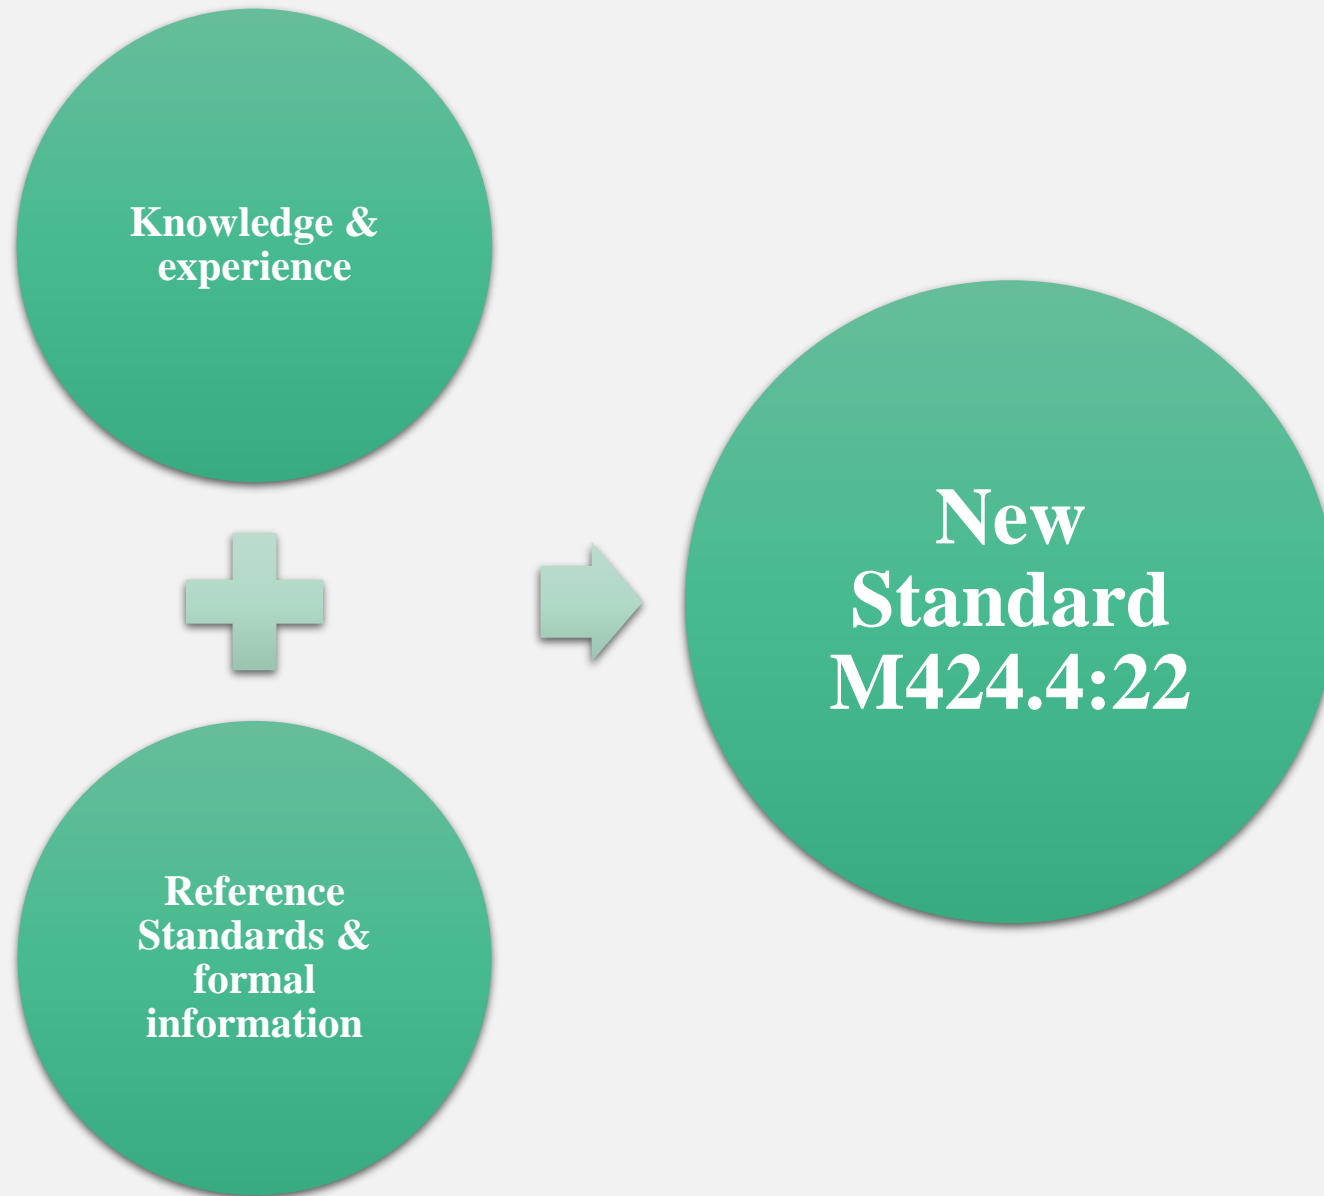 Knowledge &
experience
Reference
Standards &
formal
information
New
Standard
M424.4:22